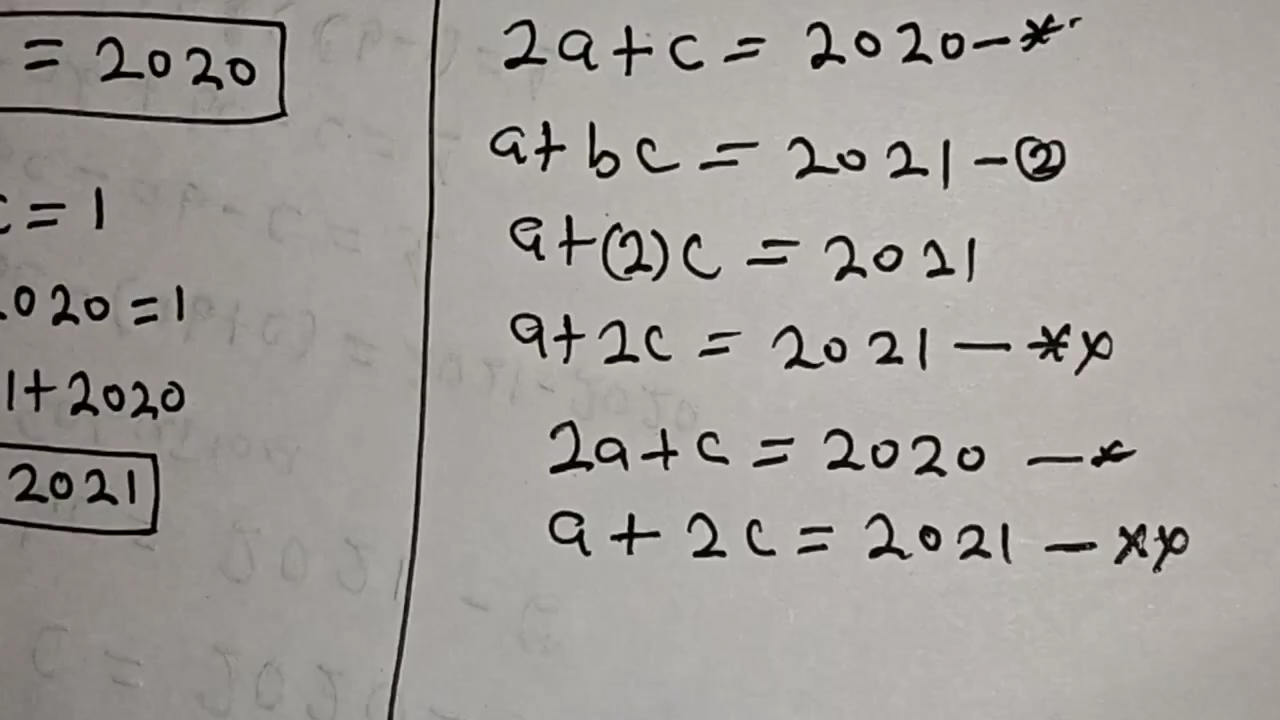 = 2020
c = 1
2020 = 1
1 + 2020
2021
2a + c = 2020 — *
a + bc = 2021 — ②
a + (2)c = 2021
a + 2c = 2021 — **
2a + c = 2020 — *
a + 2c = 2021 — **